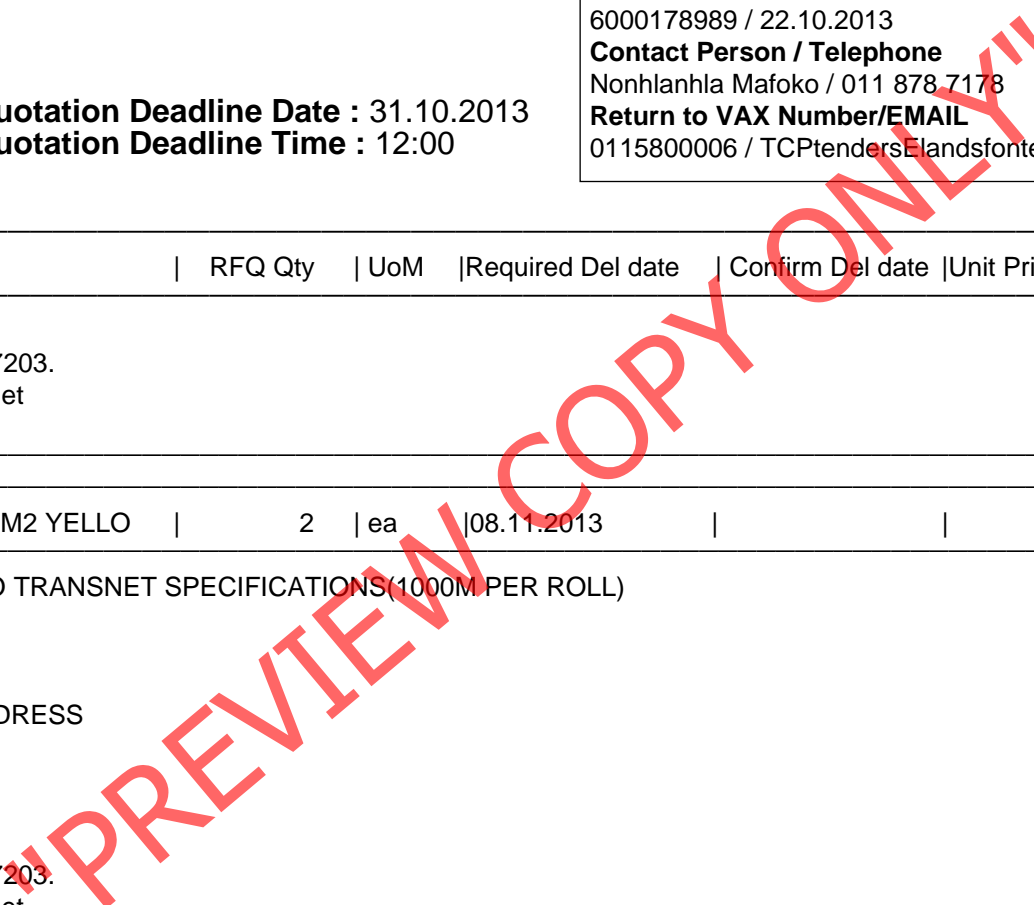 6000178989 / 22.10.2013
Contact Person / Telephone
Nonhlanhla Mafoko / 011 878 7178
uotation Deadline Date : 31.10.2013
Return to VAX Number/EMAIL
uotation Deadline Time : 12:00
0115800006 / TCPtendersElandsfonte
| RFQ Qty | UoM |Required Del date | Confirm Del date |Unit Pri
7203.
et
M2 YELLO | 2 | ea |08.11.2013 | |
O TRANSNET SPECIFICATIONS(1000M PER ROLL)
DRESS
7203.
et
"PREVIEW COPY ONLY"